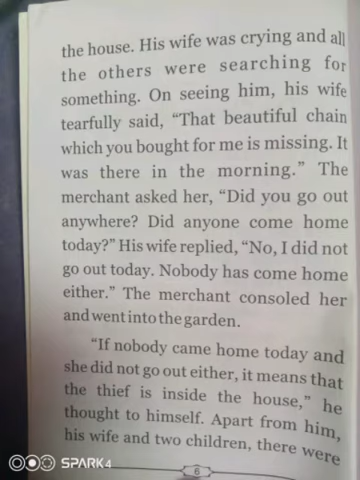 the house. His wife was crying and all
the others were searching for
something. On seeing him, his wife
tearfully said, “That beautiful chain
which you bought for me is missing. It
was there in the morning.” The
merchant asked her, “Did you go out
anywhere? Did anyone come home
today?” His wife replied, “No, I did not
go out today. Nobody has come home
either.” The merchant consoled her
and went into the garden.
“If nobody came home today and
she did not go out either, it means that
the thief is inside the house,” he
thought to himself. Apart from him,
his wife and two children, there were
6
SPARK 4